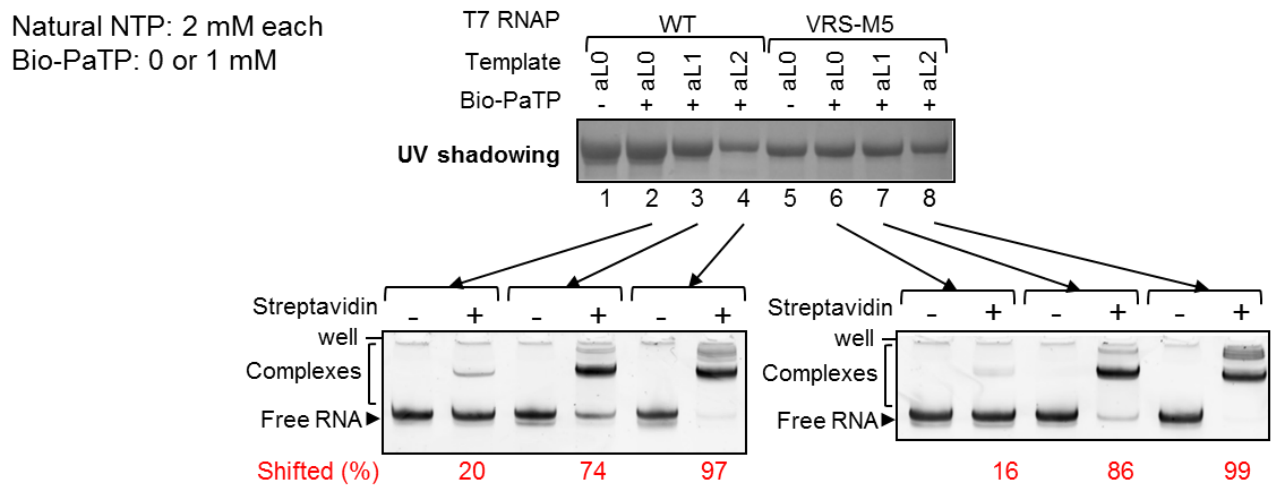 Natural NTP: 2 mM each
Bio-PaTP: 0 or 1 mM
T7 RNAP WT VRS-M5
Template aL0 aL0 aL1 aL2 aL0 aL0 aL1 aL2
Bio-PaTP - + + + - + + +
UV shadowing
1 2 3 4 5 6 7 8
Streptavidin - + - + - +
well
Complexes
Free RNA
Shifted (%) 20 74 97
Streptavidin - + - + - +
well
Complexes
Free RNA
16 86 99